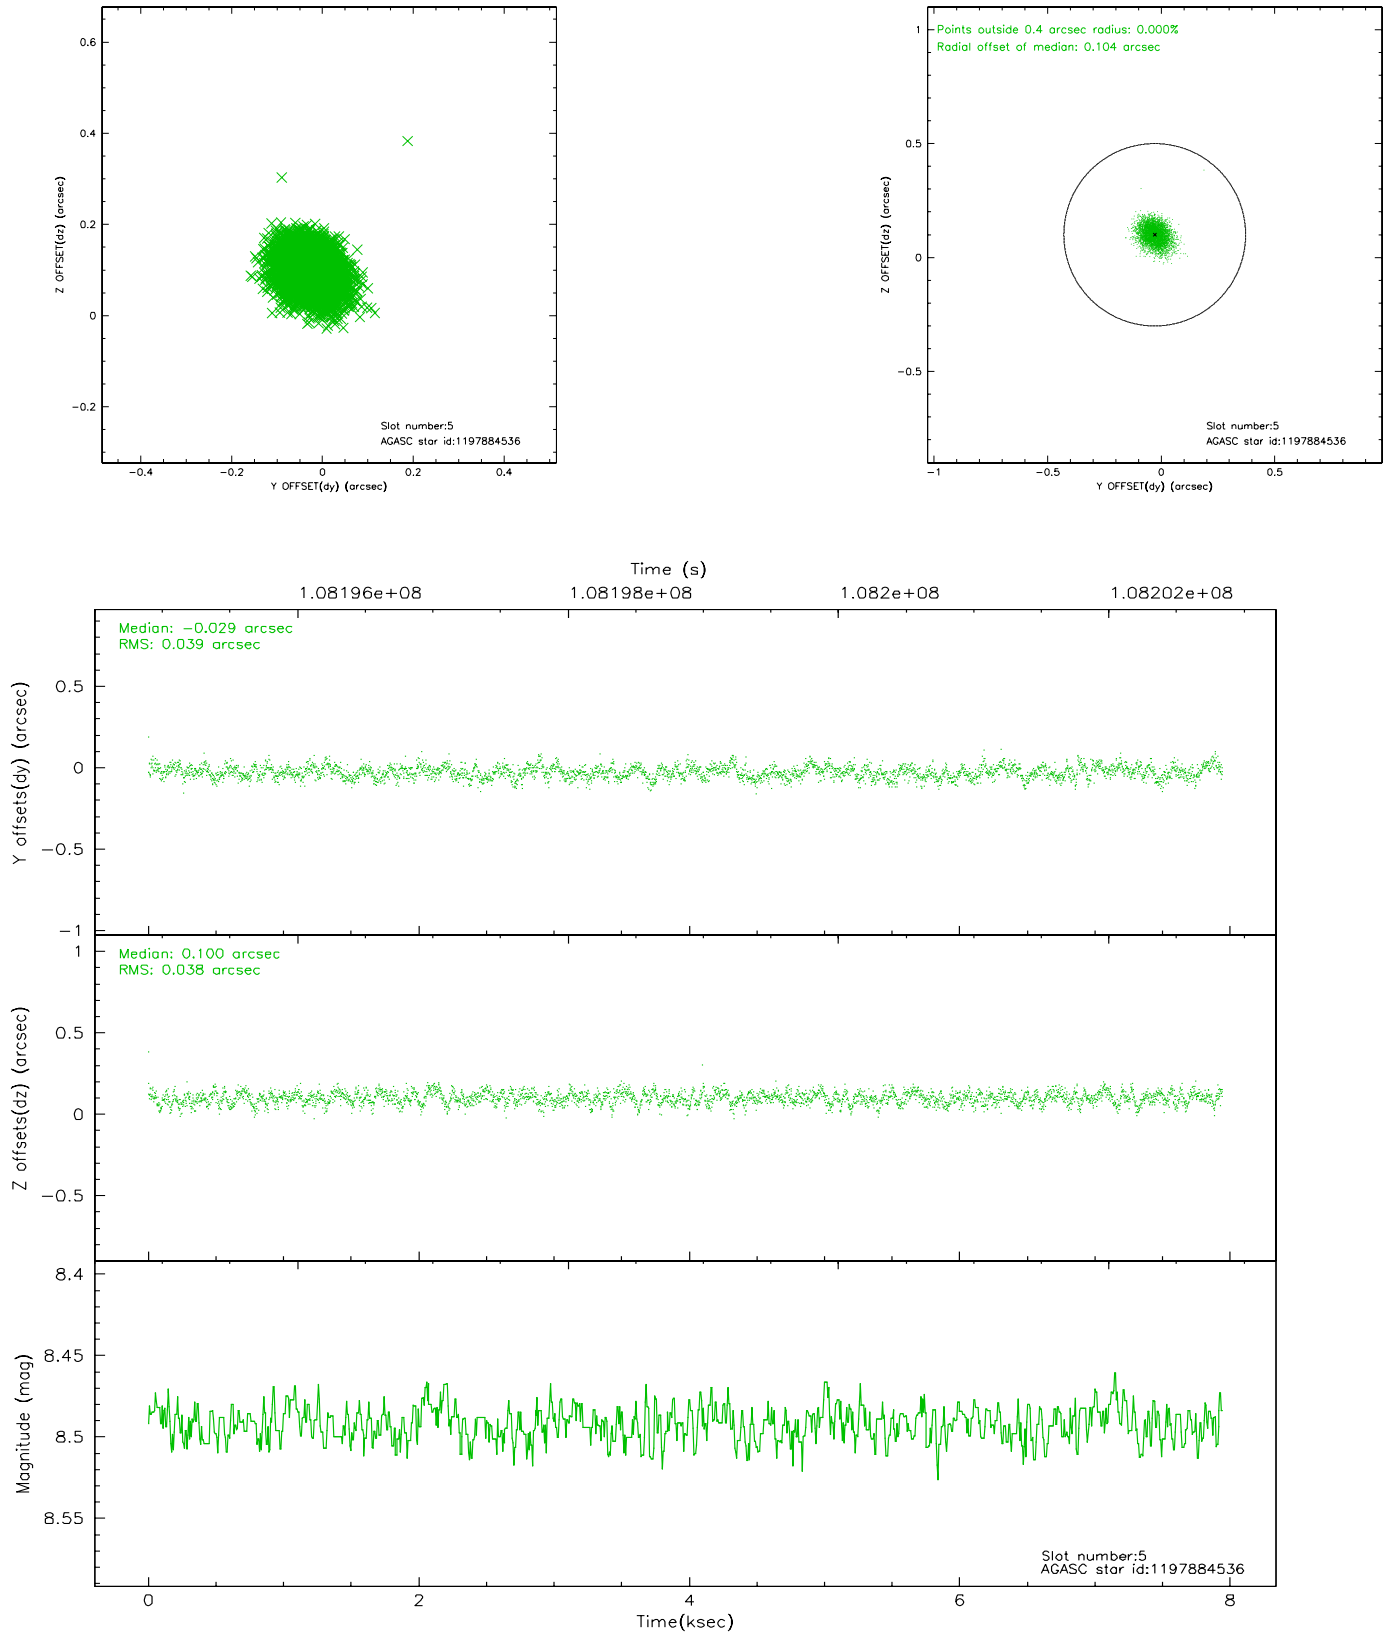 0.6
0.4
0.2
0
−0.2
Z OFFSET(dz) (arcsec)
Slot number:5
AGASC star id:1197884536
−0.4 −0.2 0 0.2 0.4
Y OFFSET(dy) (arcsec)
Points outside 0.4 arcsec radius: 0.000%
Radial offset of median: 0.104 arcsec
1
0.5
0
−0.5
Z OFFSET(dz) (arcsec)
Slot number:5
AGASC star id:1197884536
−1 −0.5 0 0.5
Y OFFSET(dy) (arcsec)
Time (s)
1.08196e+08 1.08198e+08 1.082e+08 1.08202e+08
Median: −0.029 arcsec
RMS: 0.039 arcsec
0.5
0
−0.5
−1
Y offsets(dy) (arcsec)
Median: 0.100 arcsec
RMS: 0.038 arcsec
1
0.5
0
−0.5
Z offsets(dz) (arcsec)
8.4
8.45
8.5
8.55
Magnitude (mag)
Slot number:5
AGASC star id:1197884536
0 2 4 6 8
Time(ksec)